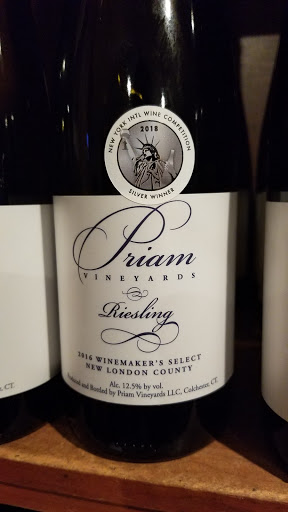 NEW YORK INTL WINE COMPETITION
2018
SILVER WINNER
Priam
VINEYARDS
Riesling
2016 WINEMAKER'S SELECT
NEW LONDON COUNTY
Alc. 12.5% by vol.
Produced and Bottled by Priam Vineyards LLC, Colchester, CT.
r, CT.